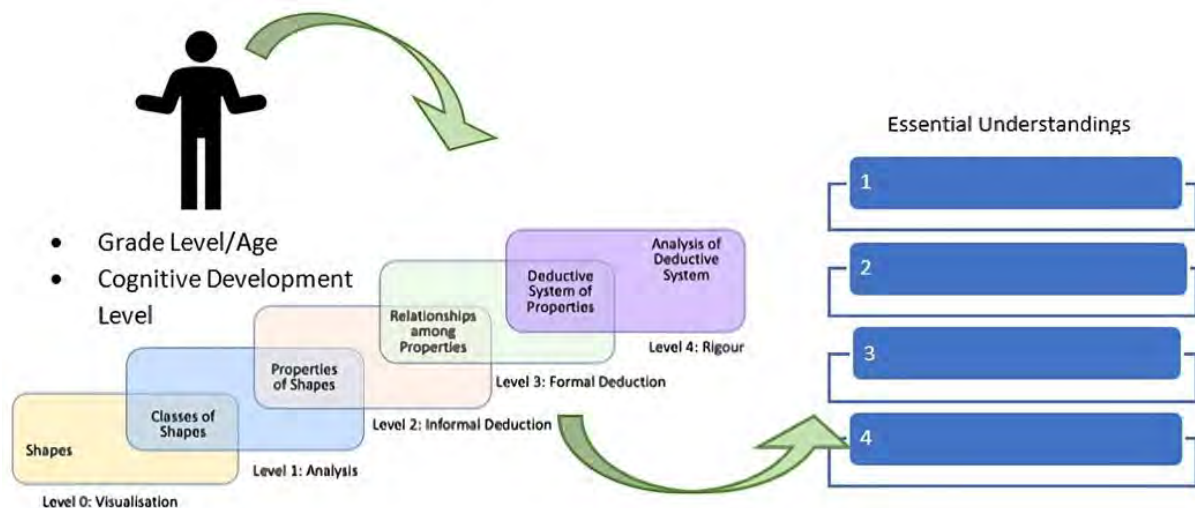 • Grade Level/Age
• Cognitive Development
Level
Shapes
Level 0: Visualisation
Classes of
Shapes
Level 1: Analysis
Properties
of Shapes
Level 2: Informal Deduction
Relationships
among
Properties
Level 3: Formal Deduction
Deductive
System of
Properties
Analysis of
Deductive
System
Level 4: Rigour
Essential Understandings
1
2
3
4